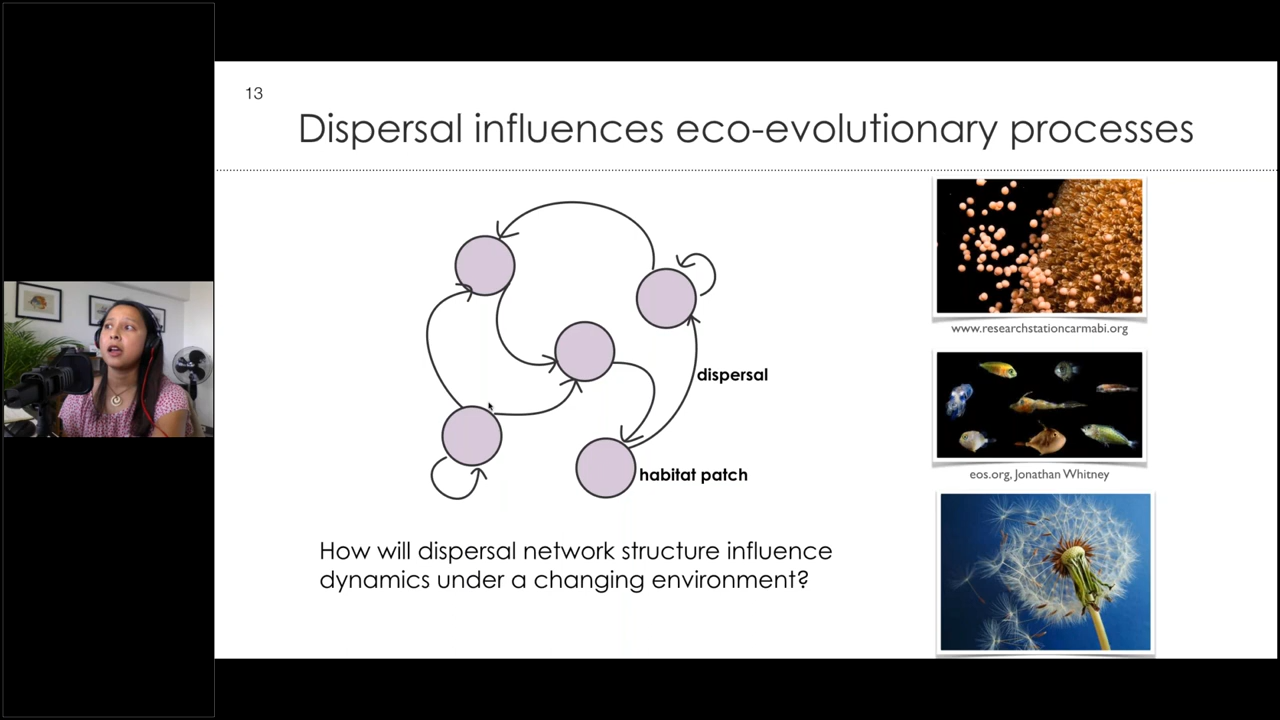 13
Dispersal influences eco-evolutionary processes
www.researchstationcarmabi.org
dispersal
eos.org, Jonathan Whitney
habitat patch
How will dispersal network structure influence
dynamics under a changing environment?